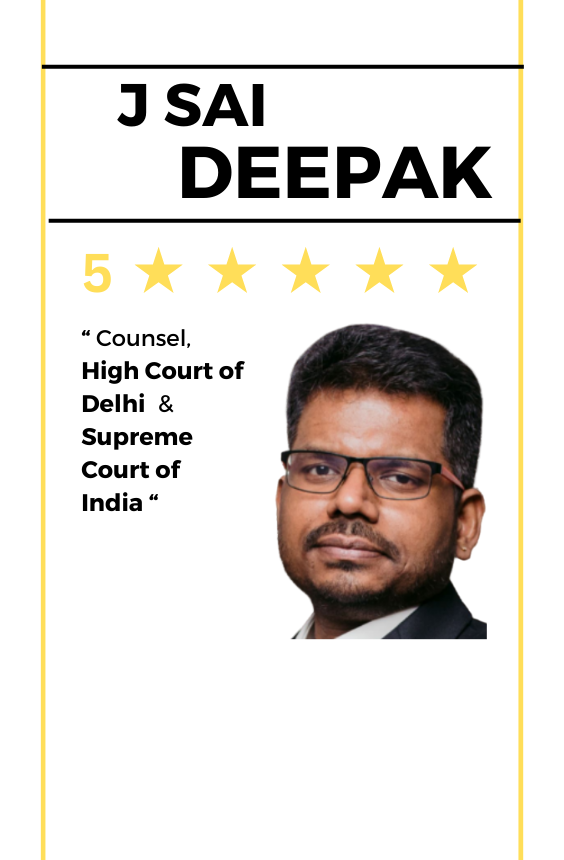 J SAI
DEEPAK
5 ★ ★ ★ ★ ★
“ Counsel,
High Court of
Delhi &
Supreme
Court of
India “